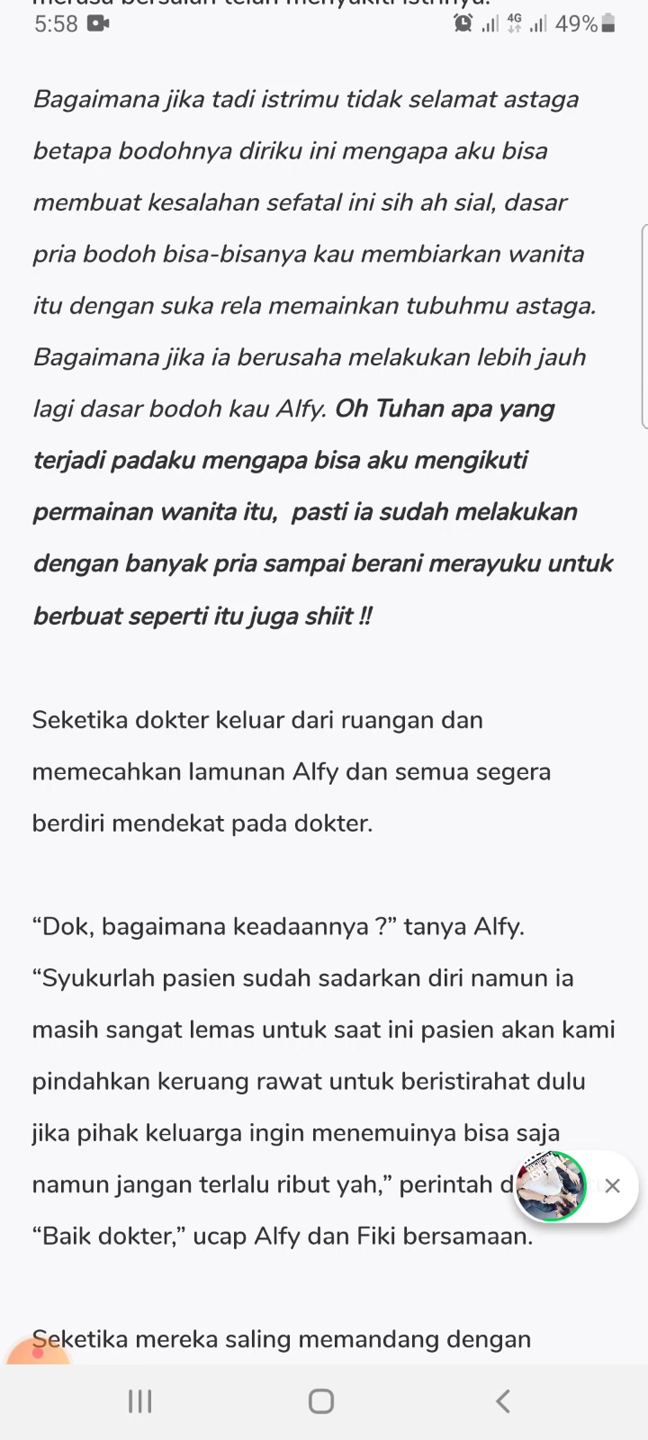 merasa bersalah telah menyakiti istrinya.
5:58
4G
49%
Bagaimana jika tadi istrimu tidak selamat astaga
betapa bodohnya diriku ini mengapa aku bisa
membuat kesalahan sefatal ini sih ah sial, dasar
pria bodoh bisa-bisanya kau membiarkan wanita
itu dengan suka rela memainkan tubuhmu astaga.
Bagaimana jika ia berusaha melakukan lebih jauh
lagi dasar bodoh kau Alfy. Oh Tuhan apa yang
terjadi padaku mengapa bisa aku mengikuti
permainan wanita itu,  pasti ia sudah melakukan
dengan banyak pria sampai berani merayuku untuk
berbuat seperti itu juga shiit !!
Seketika dokter keluar dari ruangan dan
memecahkan lamunan Alfy dan semua segera
berdiri mendekat pada dokter.
“Dok, bagaimana keadaannya ?” tanya Alfy.
“Syukurlah pasien sudah sadarkan diri namun ia
masih sangat lemas untuk saat ini pasien akan kami
pindahkan keruang rawat untuk beristirahat dulu
jika pihak keluarga ingin menemuinya bisa saja
namun jangan terlalu ribut yah,” perintah
“Baik dokter,” ucap Alfy dan Fiki bersamaan.
Seketika mereka saling memandang dengan